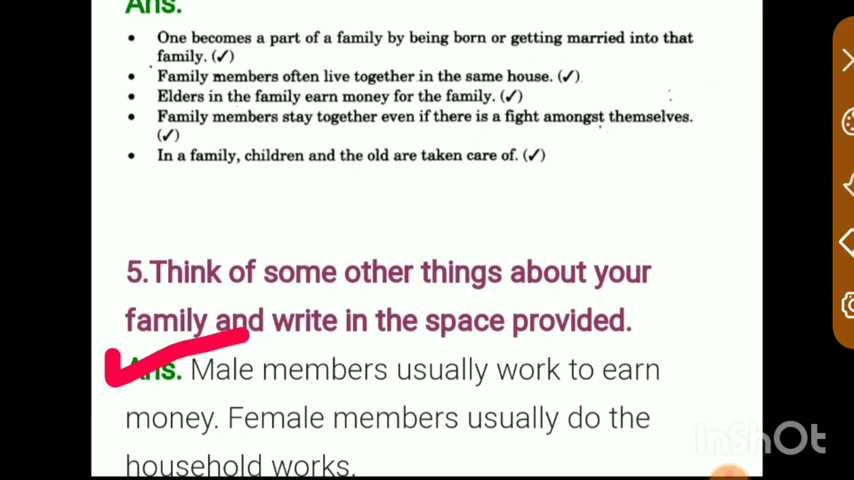 Ans.
• One becomes a part of a family by being born or getting married into that
family. (✓)
• Family members often live together in the same house. (✓)
• Elders in the family earn money for the family. (✓)
• Family members stay together even if there is a fight amongst themselves.
(✓)
• In a family, children and the old are taken care of. (✓)
5.Think of some other things about your
family and write in the space provided.
Ans. Male members usually work to earn
money. Female members usually do the
household works.
InShOt